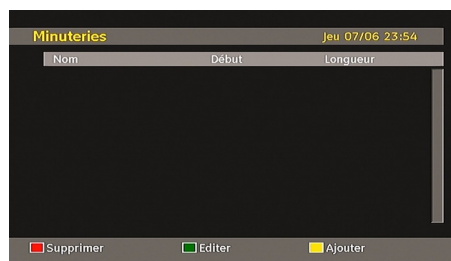 Minuteries Jeu 07/06 23:54
Nom Début Longueur
Supprimer Editer Ajouter